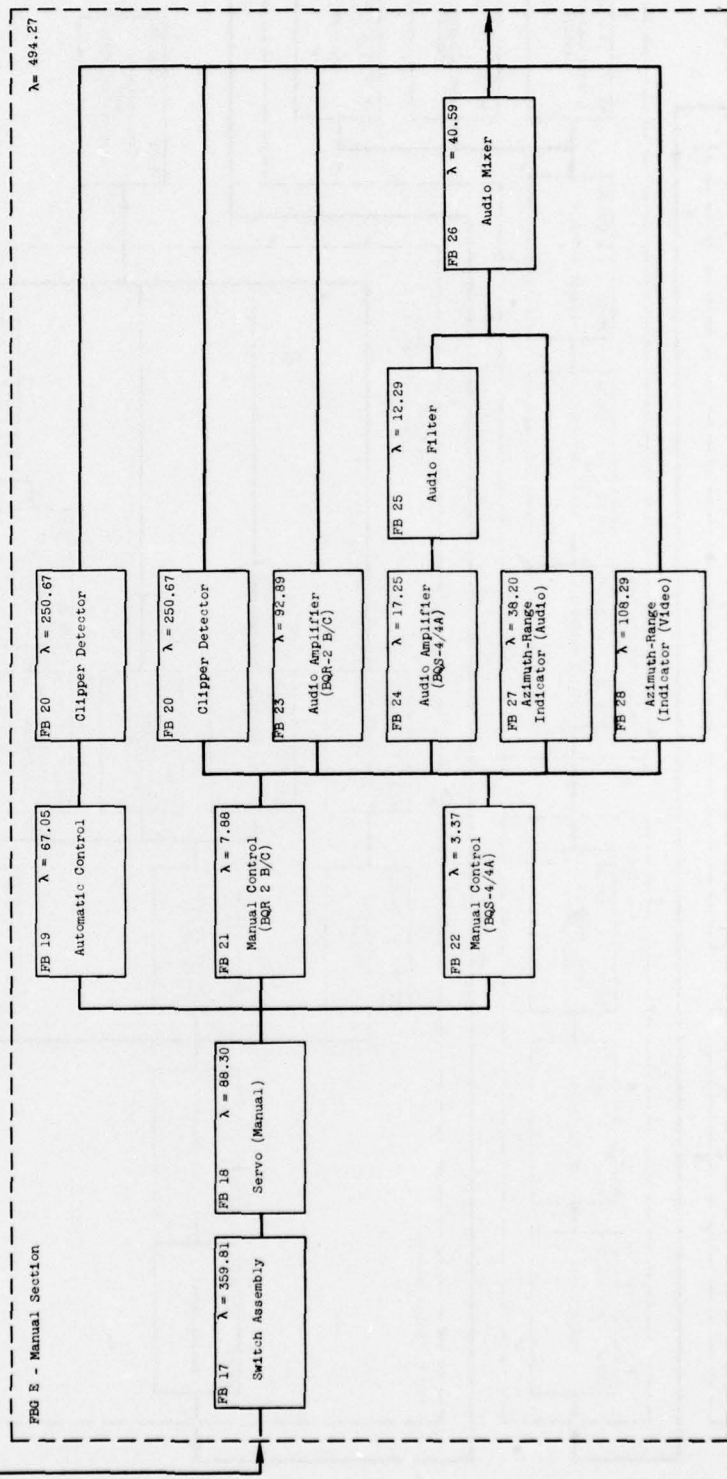 FBG E - Manual Section
λ= 494.27
FB 17 λ = 359.81
Switch Assembly
FB 18 λ = 88.30
Servo (Manual)
FB 19 λ = 67.05
Automatic Control
FB 21 λ = 7.88
Manual Control
(BQR 2 B/C)
FB 22 λ = 3.37
Manual Control
(BQS-4/4A)
FB 20 λ = 250.67
Clipper Detector
FB 20 λ = 250.67
Clipper Detector
FB 23 λ = 92.89
Audio Amplifier
(BQR-2 B/C)
FB 24 λ = 17.25
Audio Amplifier
(BQS-4/4A)
FB 27 λ = 38.20
Azimuth-Range
Indicator (Audio)
FB 28 λ = 108.29
Azimuth-Range
(Indicator (Video)
FB 25 λ = 12.29
Audio Filter
FB 26 λ = 40.59
Audio Mixer